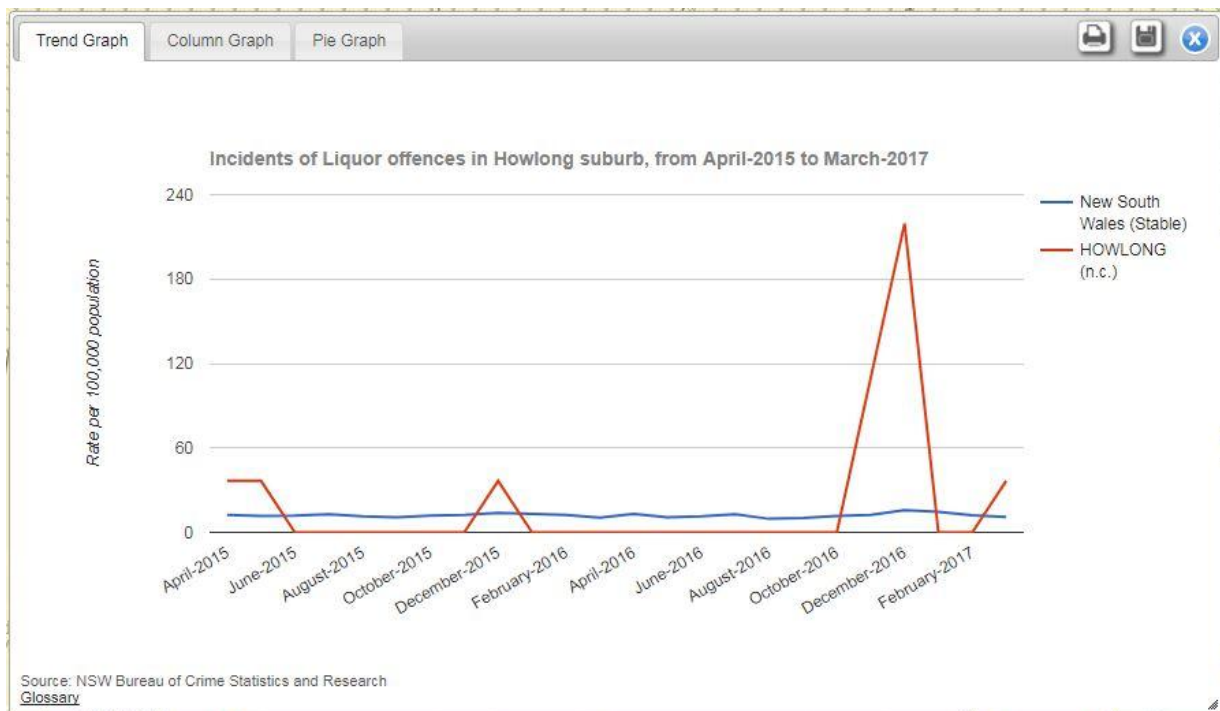 Trend Graph
Column Graph
Pie Graph
Incidents of Liquor offences in Howlong suburb, from April-2015 to March-2017
240
180
120
60
0
Rate per 100,000 population
New South
Wales (Stable)
HOWLONG
(n.c.)
April-2015
June-2015
August-2015
October-2015
December-2015
February-2016
April-2016
June-2016
August-2016
October-2016
December-2016
February-2017
Source: NSW Bureau of Crime Statistics and Research
Glossary